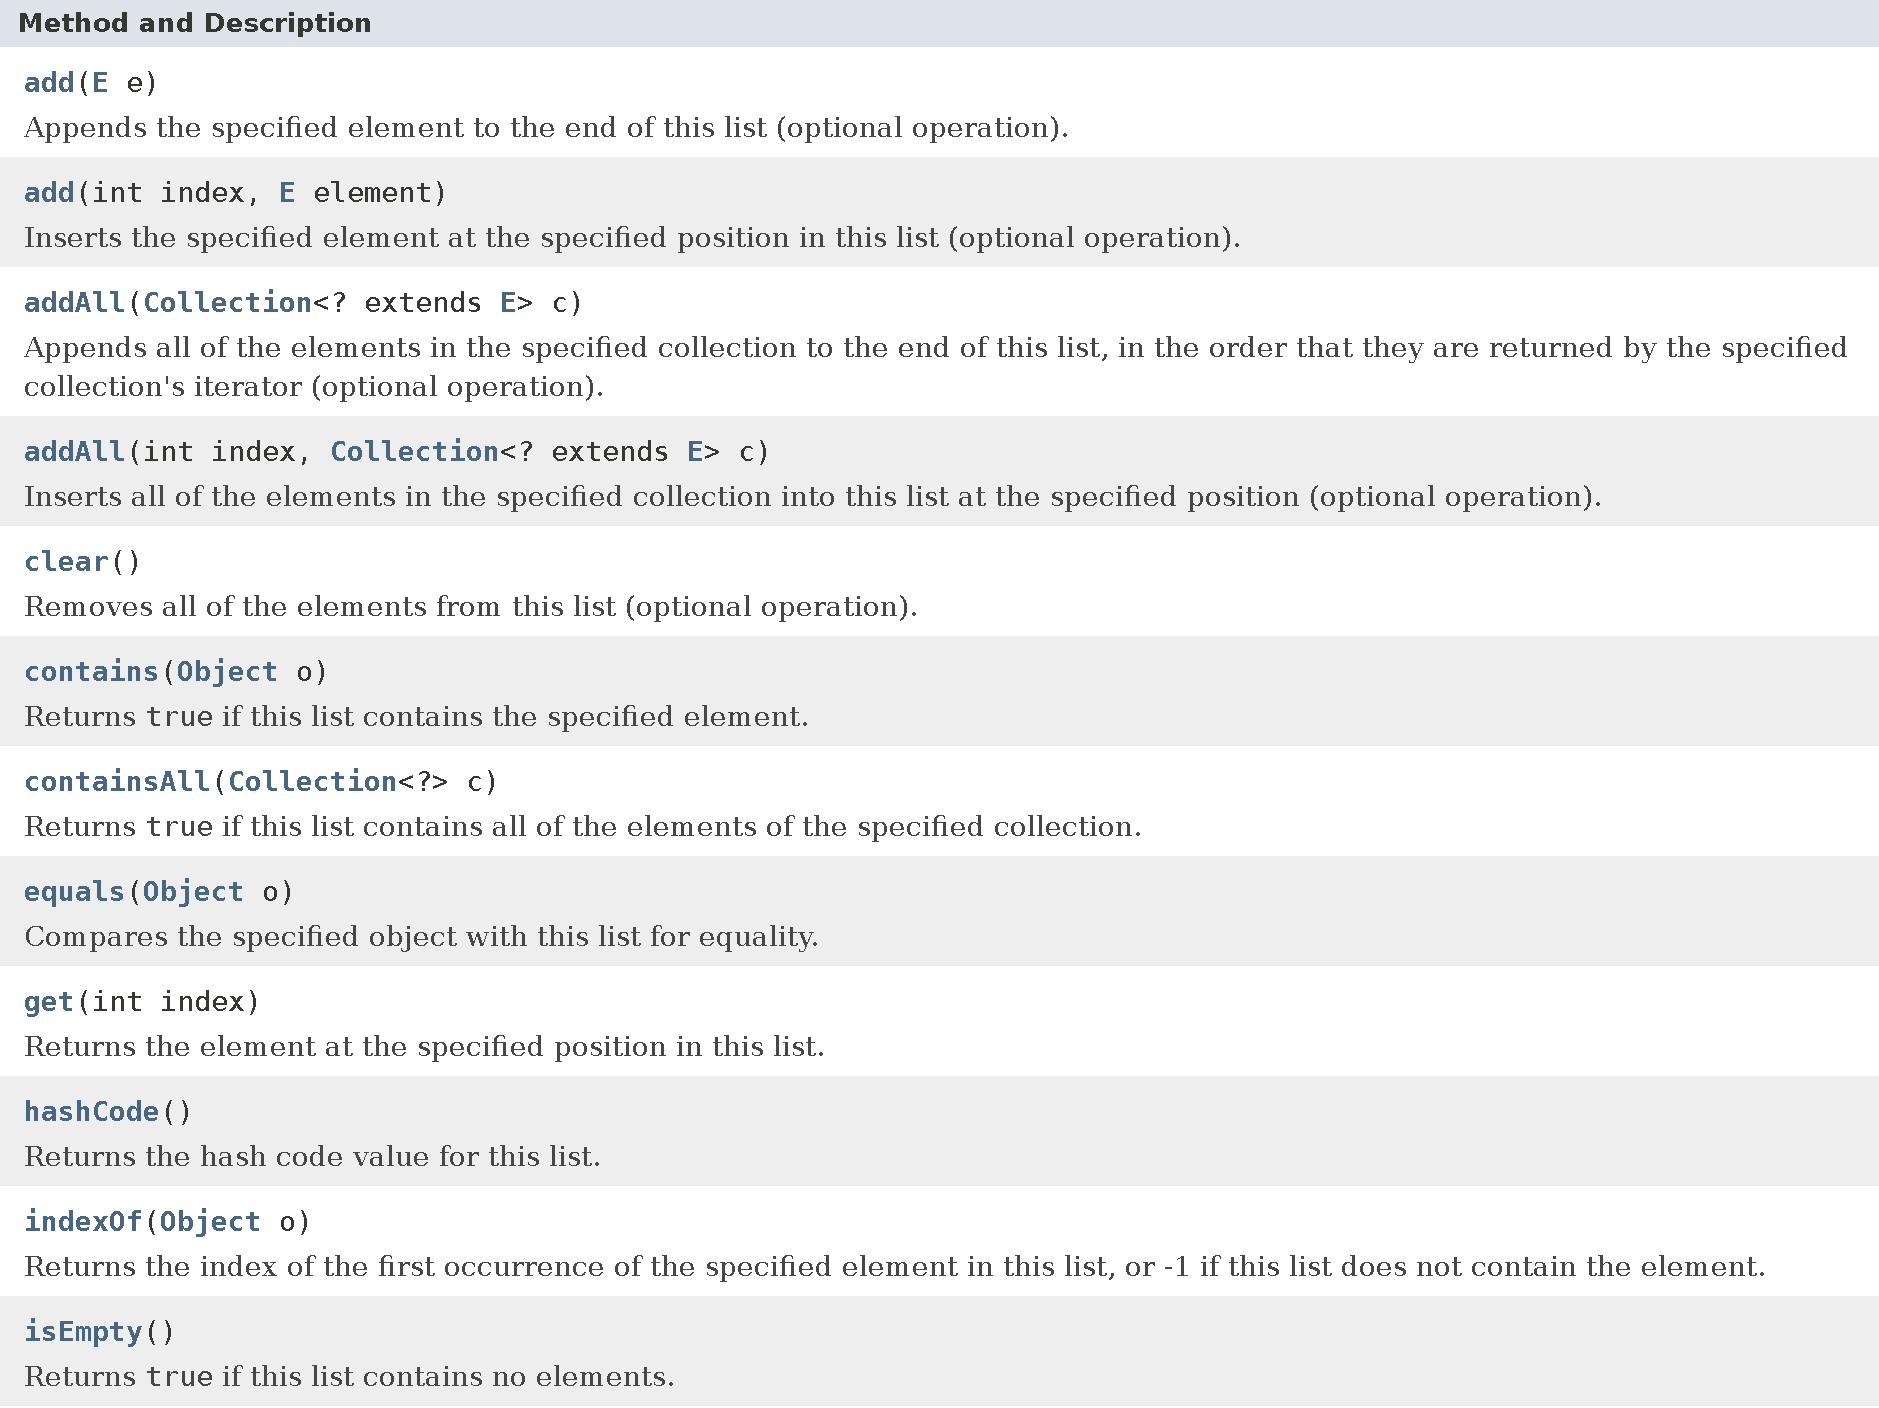 Method and Description
add(E e)
Appends the specified element to the end of this list (optional operation).
add(int index, E element)
Inserts the specified element at the specified position in this list (optional operation).
addAll(Collection<? extends E> c)
Appends all of the elements in the specified collection to the end of this list, in the order that they are returned by the specified
collection's iterator (optional operation).
addAll(int index, Collection<? extends E> c)
Inserts all of the elements in the specified collection into this list at the specified position (optional operation).
clear()
Removes all of the elements from this list (optional operation).
contains(Object o)
Returns true if this list contains the specified element.
containsAll(Collection<?> c)
Returns true if this list contains all of the elements of the specified collection.
equals(Object o)
Compares the specified object with this list for equality.
get(int index)
Returns the element at the specified position in this list.
hashCode()
Returns the hash code value for this list.
indexOf(Object o)
Returns the index of the first occurrence of the specified element in this list, or -1 if this list does not contain the element.
isEmpty()
Returns true if this list contains no elements.